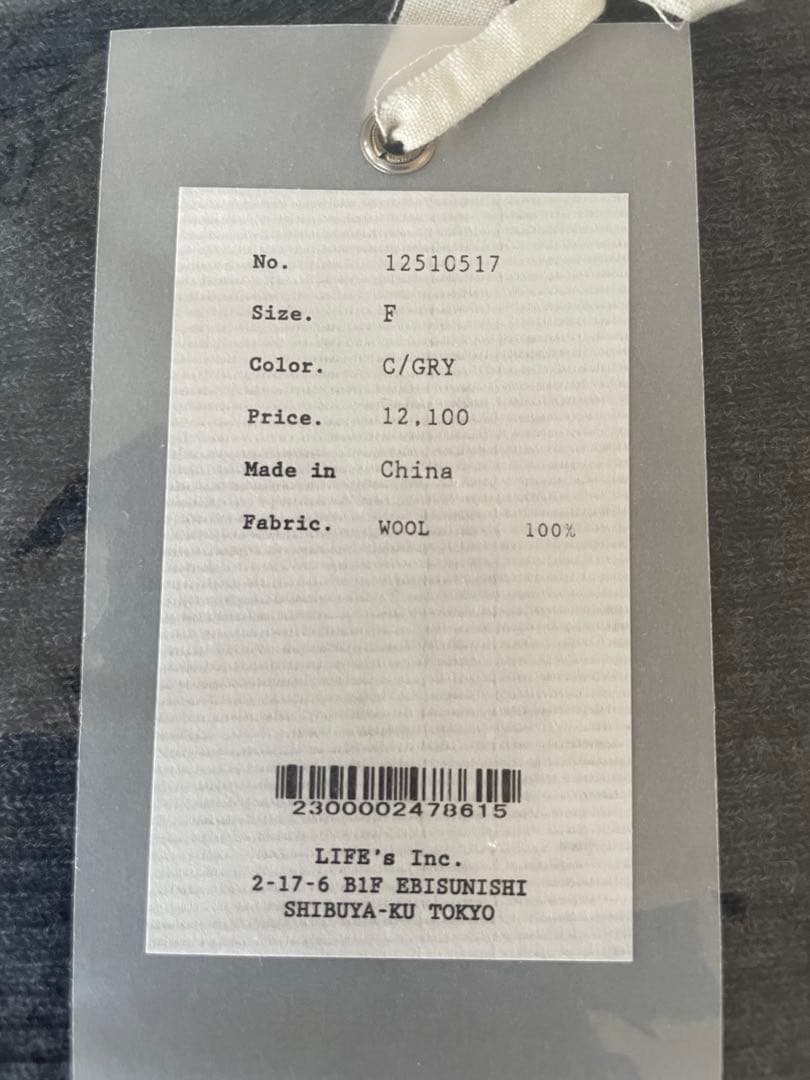 No. 12510517
Size. F
Color. C/GRY
Price. 12,100
Made in China
Fabric. WOOL 100%
2300002478615
LIFE's Inc.
2-17-6 B1F EBISUNISHI
SHIBUYA-KU TOKYO